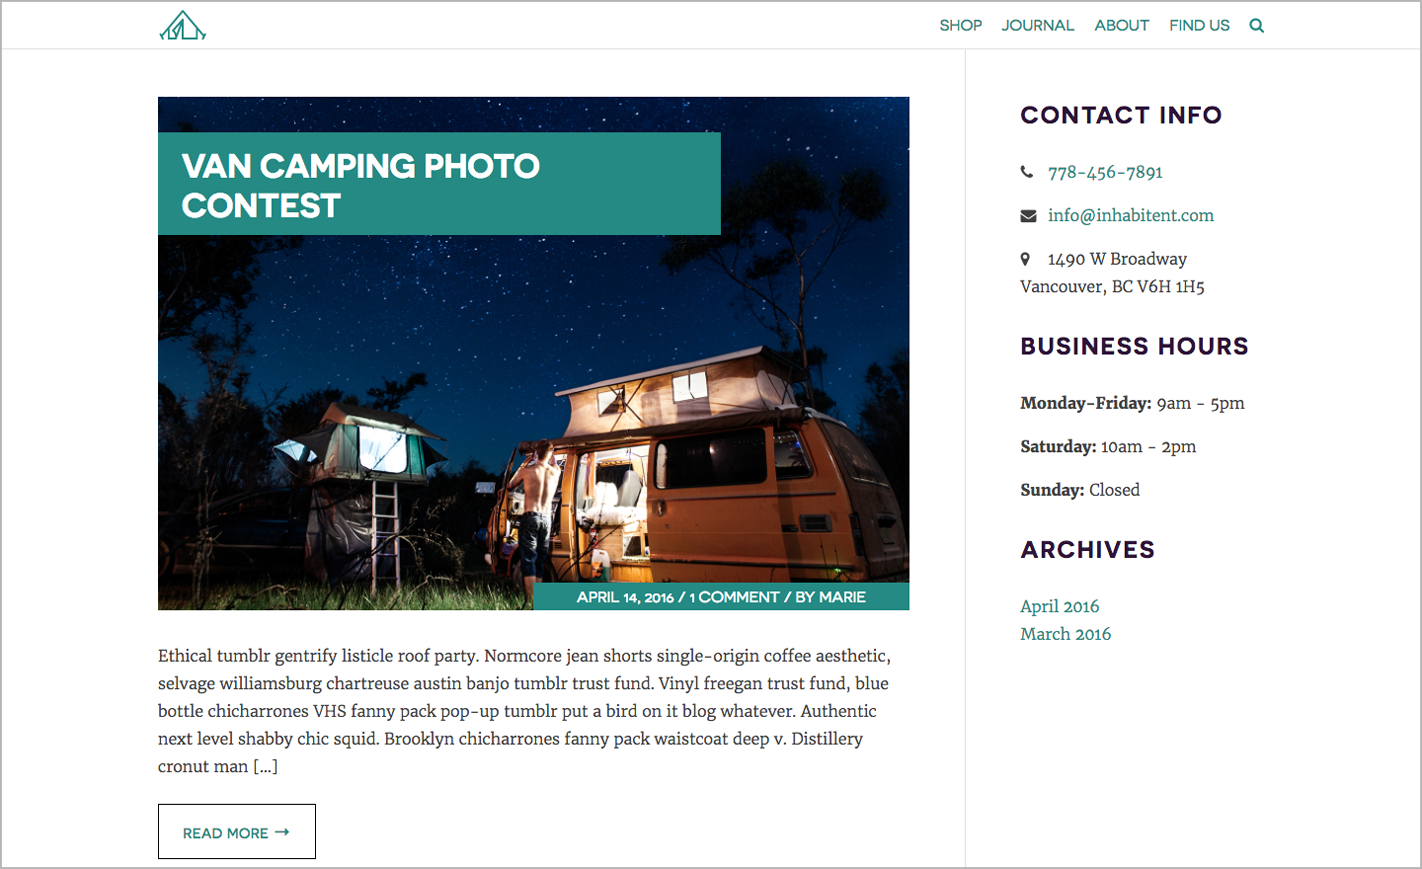 SHOP JOURNAL ABOUT FIND US
VAN CAMPING PHOTO
CONTEST
APRIL 14, 2016 / 1 COMMENT / BY MARIE
Ethical tumblr gentrify listicle roof party. Normcore jean shorts single-origin coffee aesthetic,
selvage williamsburg chartreuse austin banjo tumblr trust fund. Vinyl freegan trust fund, blue
bottle chicharrones VHS fanny pack pop-up tumblr put a bird on it blog whatever. Authentic
next level shabby chic squid. Brooklyn chicharrones fanny pack waistcoat deep v. Distillery
cronut man [...]
READ MORE →
CONTACT INFO
778-456-7891
info@inhabitent.com
1490 W Broadway
Vancouver, BC V6H 1H5
BUSINESS HOURS
Monday-Friday: 9am - 5pm
Saturday: 10am - 2pm
Sunday: Closed
ARCHIVES
April 2016
March 2016